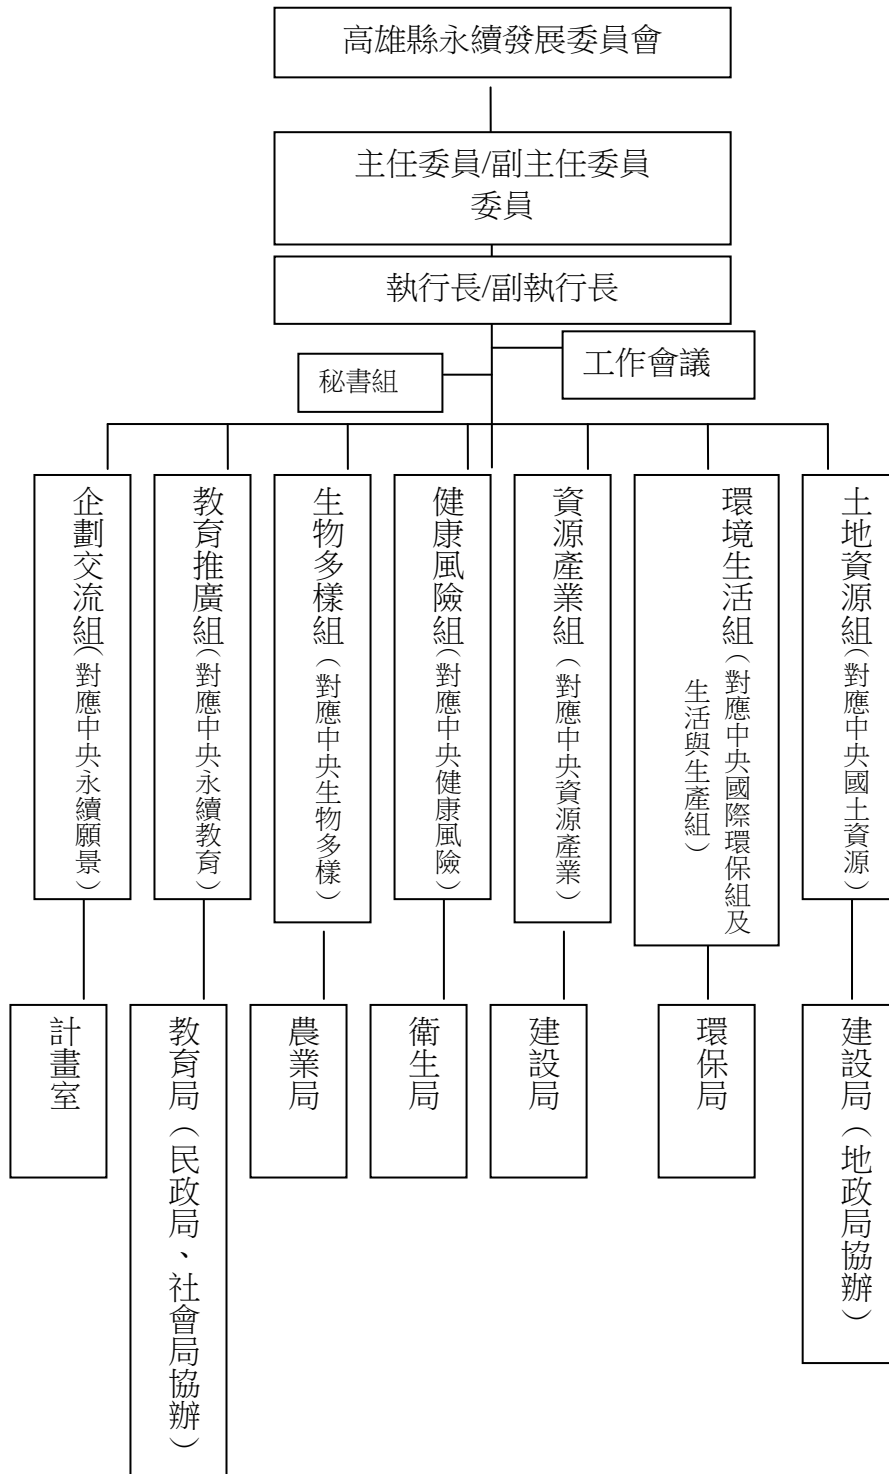 高雄縣永續發展委員會
主任委員/副主任委員
委員
執行長/副執行長
工作會議
秘書組
企劃交流組(對應中央永續願景)
教育推廣組(對應中央永續教育)
生物多樣組(對應中央生物多樣)
健康風險組(對應中央健康風險)
資源產業組(對應中央資源產業)
環境生活組(對應中央國際環保組及
生活與生產組)
土地資源組(對應中央國土資源)
計畫室
教育局(民政局、社會局協辦)
農業局
衛生局
建設局
環保局
建設局(地政局協辦)